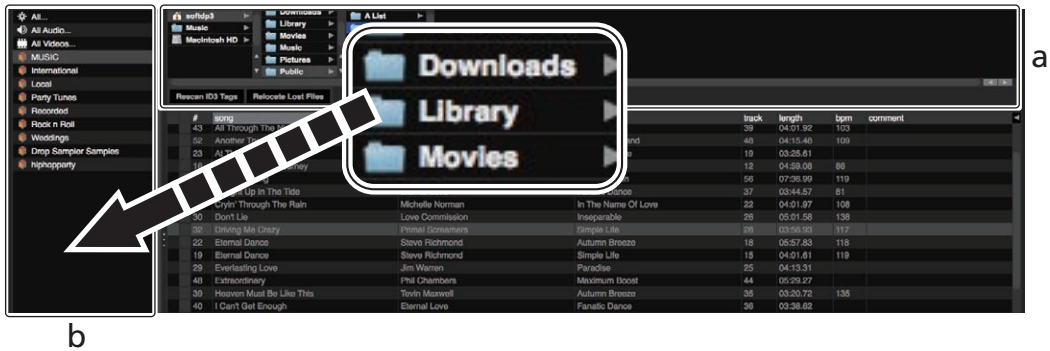 All...
All Audio...
All Videos...
MUSIC
International
Local
Party Tunes
Recorded
Rock n Roll
Weddings
Drop Sampler Samples
hiphopparty
softdp3
Music
Macintosh HD
Downloads
Library
Movies
Music
Pictures
Public
A List
Rescan ID3 Tags Relocate Lost Files
Downloads
Library
Movies
a
# song track length bpm comment
43 All Through The 39 04:01.92 103
52 Another 48 04:15.48 109
23 19 03:25.61
12 04:59.08 86
56 07:36.99 119
Up In The Tide Dance 37 03:44.57 81
Cryin' Through The Rain Michelle Norman In The Name Of Love 22 04:01.97 108
30 Don't Lie Love Commission Inseparable 26 05:01.58 138
32 Driving Me Crazy Primal Screamers Simple Life 28 03:56.93 117
22 Eternal Dance Steve Richmond Autumn Breeze 18 05:57.83 118
19 Eternal Dance Steve Richmond Simple Life 15 04:01.61 119
29 Everlasting Love Jim Warren Paradise 25 04:13.31
48 Extraordinary Phil Chambers Maximum Boost 44 05:29.27
39 Heaven Must Be Like This Tevin Maxwell Autumn Breeze 35 03:20.72 135
40 I Can't Get Enough Eternal Love Fanatic Dance 36 03:38.62
b